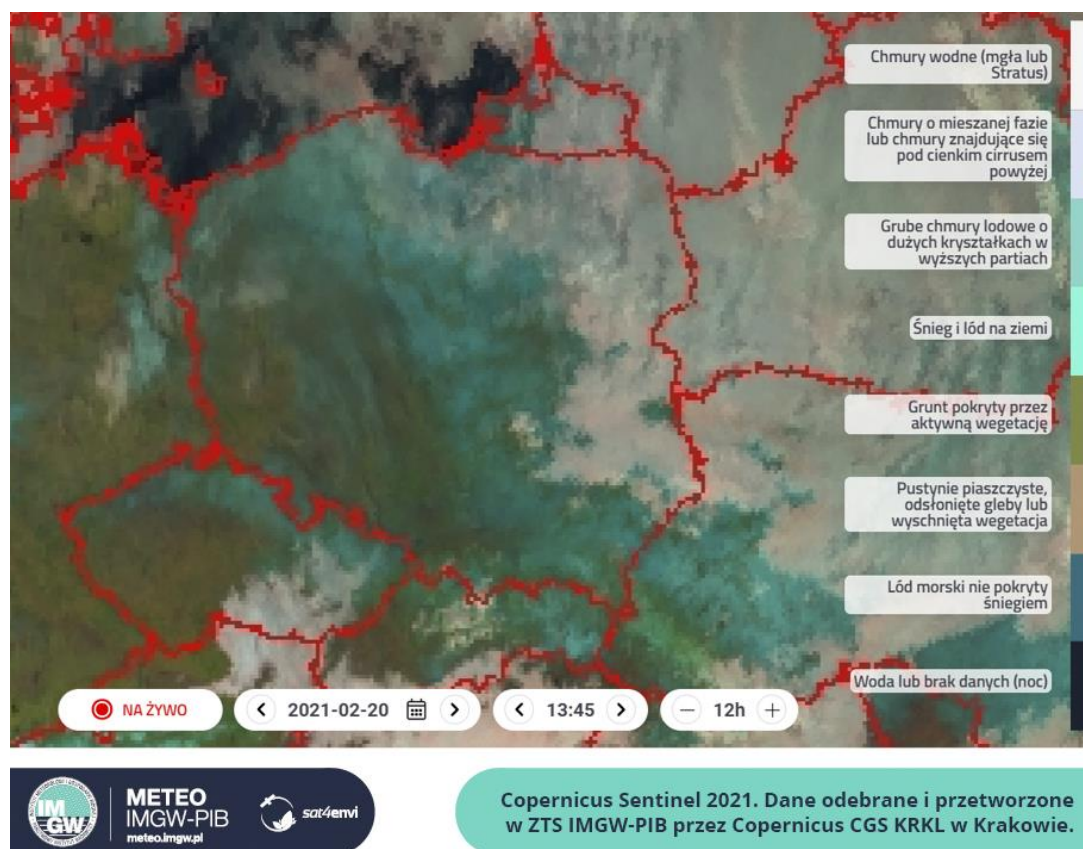 Chmury wodne (mgła lub
Stratus)
Chmury o mieszanej fazie
lub chmury znajdujące się
pod cienkim cirrusem
powyżej
Grube chmury lodowe o
dużych kryształkach w
wyższych partiach
Śnieg i lód na ziemi
Grunt pokryty przez
aktywną wegetację
Pustynie piaszczyste,
odsłonięte gleby lub
wyschnięta wegetacja
Lód morski nie pokryty
śniegiem
Woda lub brak danych (noc)
NA ŻYWO
2021-02-20
13:45
12h
IM
GW
METEO
IMGW-PIB
meteo.imgw.pl
sat4envi
Copernicus Sentinel 2021. Dane odebrane i przetworzone
w ZTS IMGW-PIB przez Copernicus CGS KRKL w Krakowie.